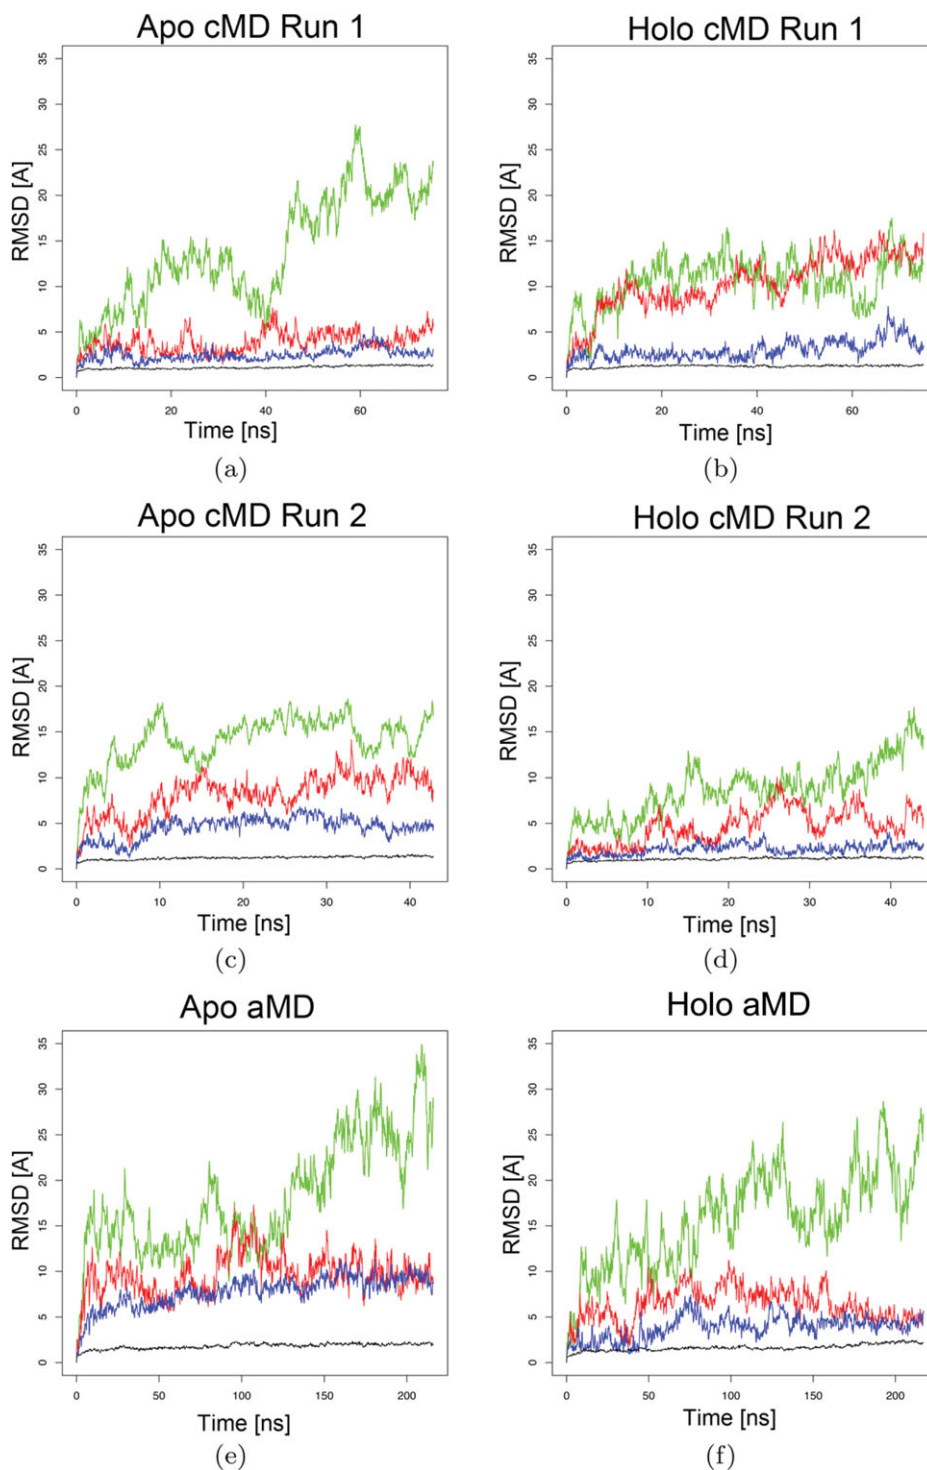 Apo cMD Run 1
Holo cMD Run 1
RMSD [A]
0 5 10 15 20 25 30 35
0 20 40 60
Time [ns]
(a)
RMSD [A]
0 5 10 15 20 25 30 35
0 20 40 60
Time [ns]
(b)
Apo cMD Run 2
Holo cMD Run 2
RMSD [A]
0 5 10 15 20 25 30 35
0 10 20 30 40
Time [ns]
(c)
RMSD [A]
0 5 10 15 20 25 30 35
0 10 20 30 40
Time [ns]
(d)
Apo aMD
Holo aMD
RMSD [A]
0 5 10 15 20 25 30 35
0 50 100 150 200
Time [ns]
(e)
RMSD [A]
0 5 10 15 20 25 30 35
0 50 100 150 200
Time [ns]
(f)